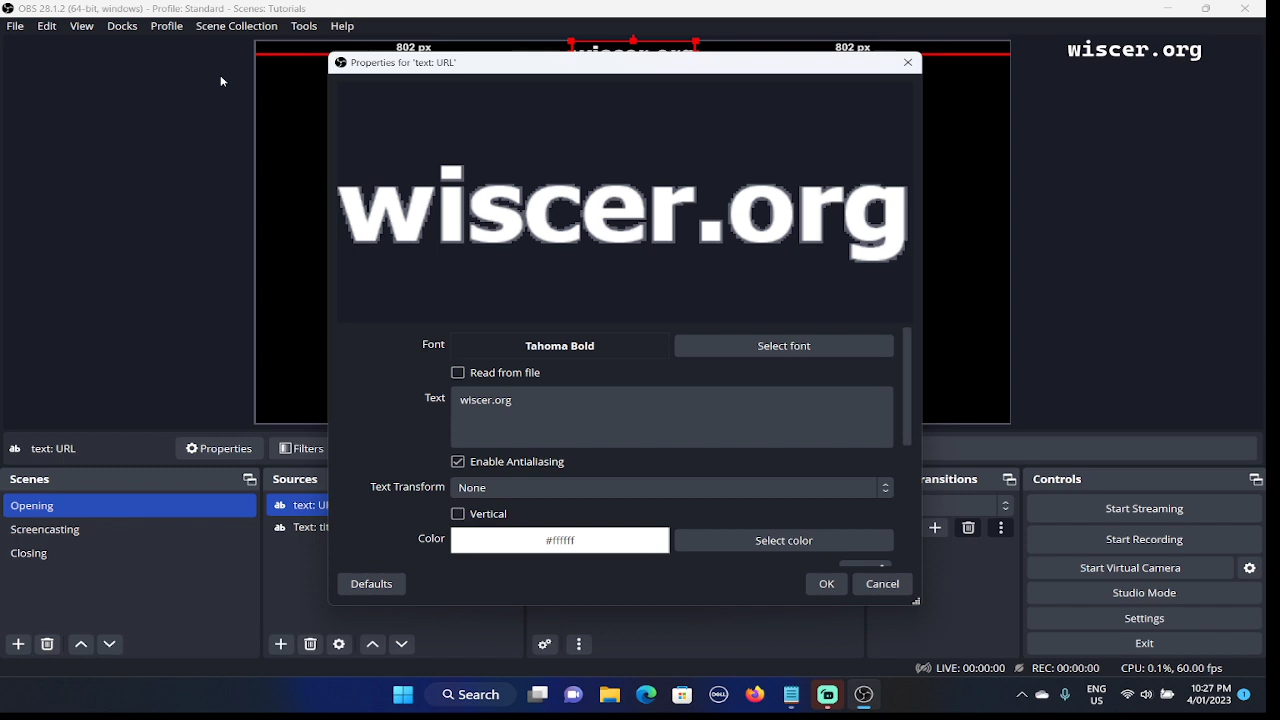 OBS 28.1.2 (64-bit, windows) - Profile: Standard - Scenes: Tutorials
File Edit View Docks Profile Scene Collection Tools Help
802 px 802 px
wiscer.org
Properties for 'text: URL'
wiscer.org
Font Tahoma Bold Select font
Read from file
Text wiscer.org
Enable Antialiasing
Text Transform None
Vertical
Color #ffffff Select color
Defaults OK Cancel
text: URL Properties Filters
Scenes Sources Controls
Opening
Screencasting
Closing
Start Streaming
Start Recording
Start Virtual Camera
Studio Mode
Settings
Exit
LIVE: 00:00:00 REC: 00:00:00 CPU: 0.1%, 60.00 fps
Search
DELL
ENG
US
10:27 PM
4/01/2023
1